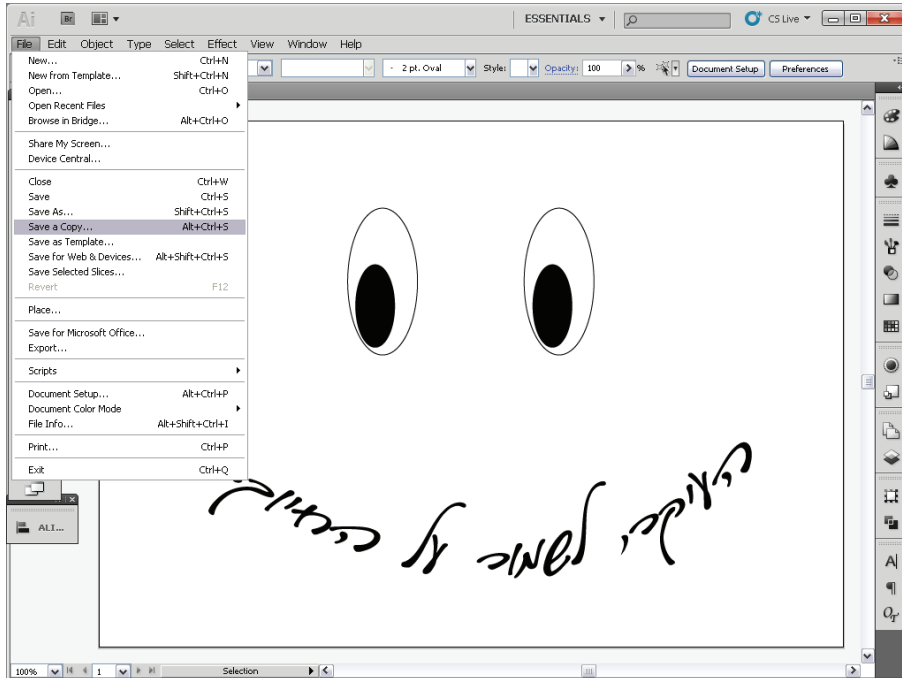 Ai Br ESSENTIALS CS Live
File Edit Object Type Select Effect View Window Help
2 pt. Oval Style: Opacity: 100 % Document Setup Preferences
New... Ctrl+N
New from Template... Shift+Ctrl+N
Open... Ctrl+O
Open Recent Files
Browse in Bridge... Alt+Ctrl+O
Share My Screen...
Device Central...
Close Ctrl+W
Save Ctrl+S
Save As... Shift+Ctrl+S
Save a Copy... Alt+Ctrl+S
Save as Template...
Save for Web & Devices... Alt+Shift+Ctrl+S
Save Selected Slices...
Revert F12
Place...
Save for Microsoft Office...
Export...
Scripts
Document Setup... Alt+Ctrl+P
Document Color Mode
File Info... Alt+Shift+Ctrl+I
Print... Ctrl+P
Exit Ctrl+Q
ALI...
העיקר, לשמור על החיוך
100% 1 Selection